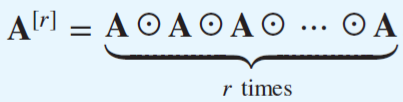 A^[r] = A ⊙ A ⊙ A ⊙ ⋯ ⊙ A
r times